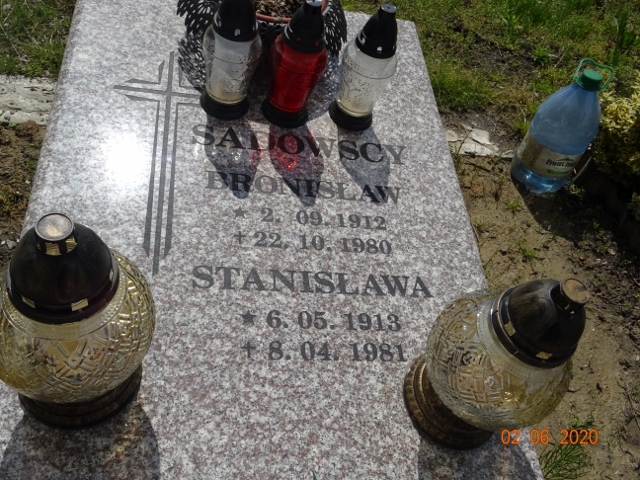 SADOWSCY
BRONISŁAW
★ 2. 09. 1912
+ 22. 10. 1980
STANISŁAWA
★ 6. 05. 1913
+ 8. 04. 1981
02 06 2020